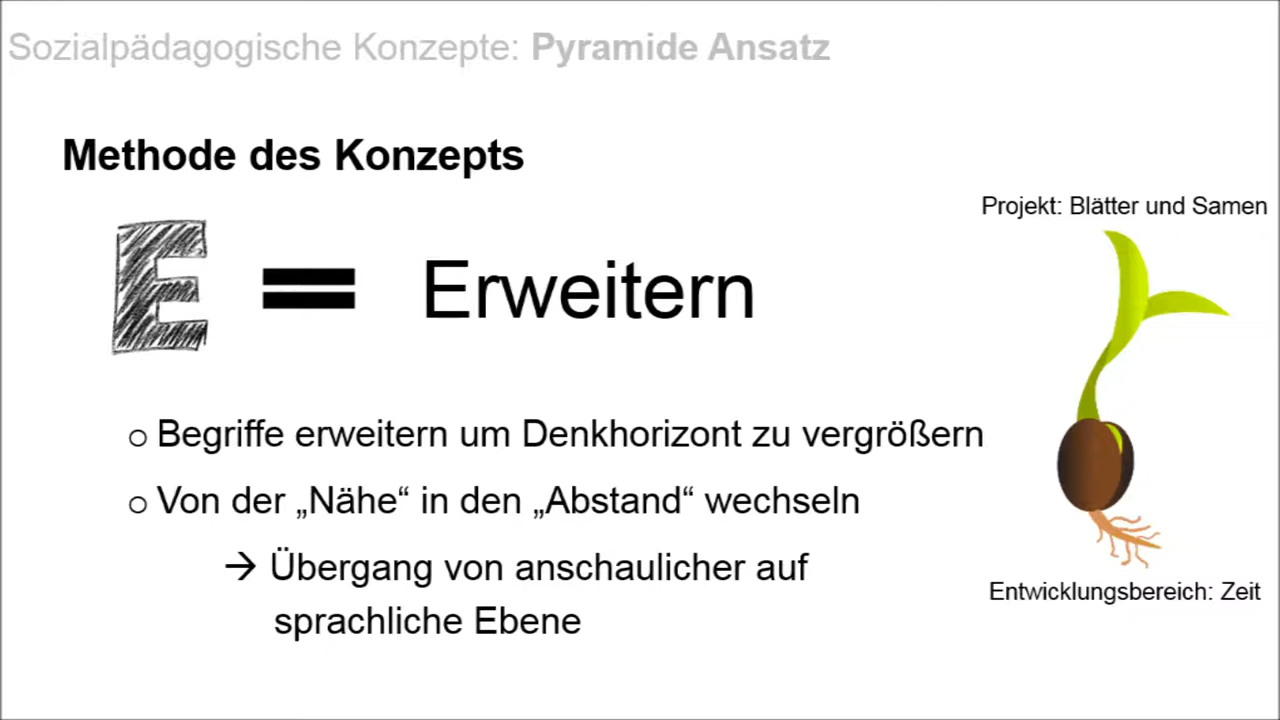 Sozialpädagogische Konzepte: Pyramide Ansatz
Methode des Konzepts
Projekt: Blätter und Samen
E = Erweitern
○ Begriffe erweitern um Denkhorizont zu vergrößern
○ Von der „Nähe“ in den „Abstand“ wechseln
→ Übergang von anschaulicher auf
sprachliche Ebene
Entwicklungsbereich: Zeit